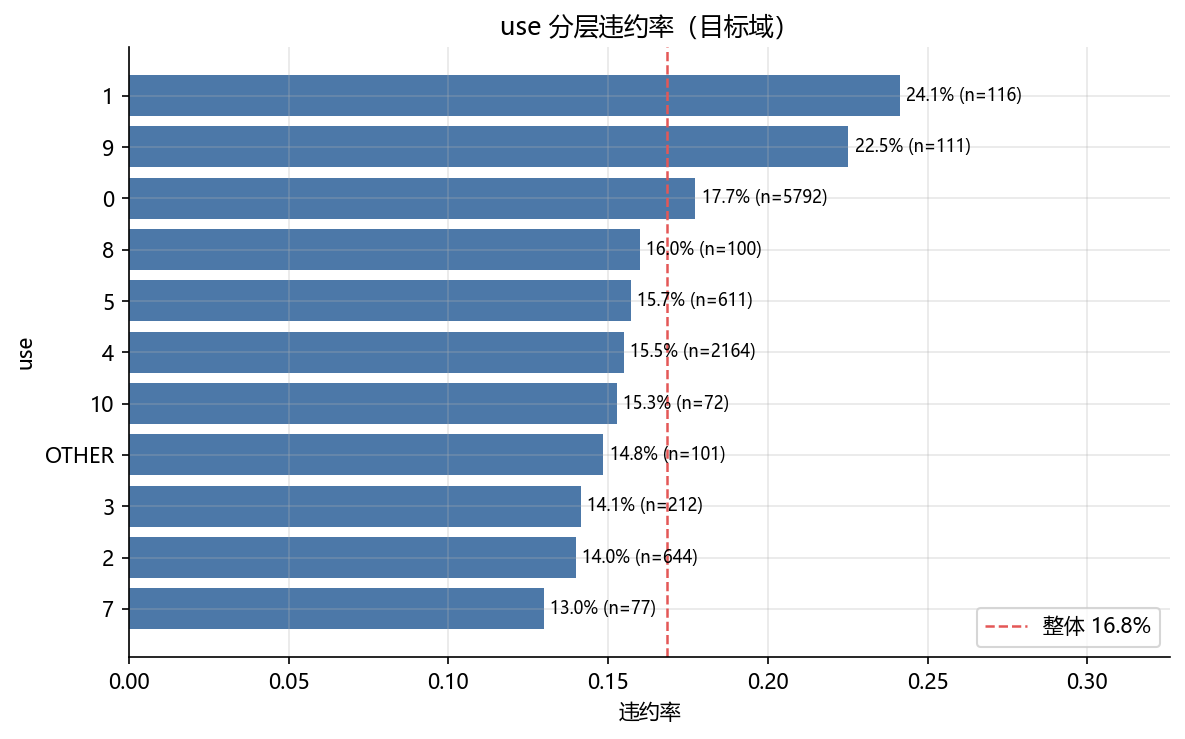 use 分层违约率（目标域）
use
1
24.1% (n=116)
9
22.5% (n=111)
0
17.7% (n=5792)
8
16.0% (n=100)
5
15.7% (n=611)
4
15.5% (n=2164)
10
15.3% (n=72)
OTHER
14.8% (n=101)
3
14.1% (n=212)
2
14.0% (n=644)
7
13.0% (n=77)
整体 16.8%
0.00 0.05 0.10 0.15 0.20 0.25 0.30
违约率